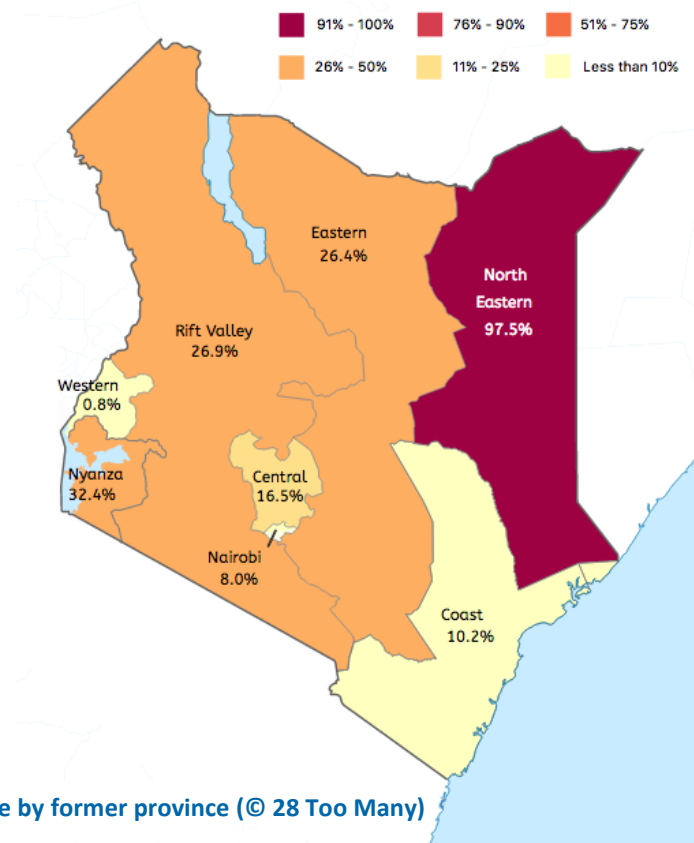 91% - 100%
76% - 90%
51% - 75%
26% - 50%
11% - 25%
Less than 10%
Eastern
26.4%
North
Eastern
97.5%
Rift Valley
26.9%
Western
0.8%
Nyanza
32.4%
Central
16.5%
Nairobi
8.0%
Coast
10.2%
e by former province (© 28 Too Many)